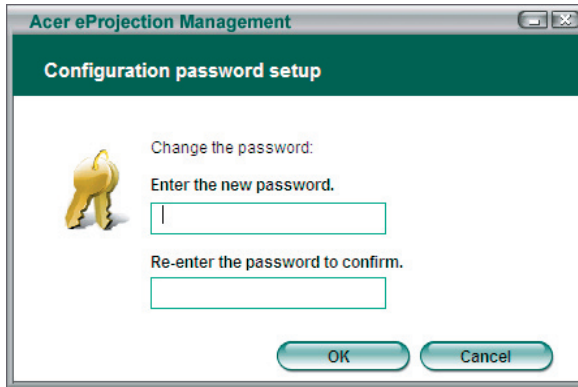 Acer eProjection Management
Configuration password setup
Change the password:
Enter the new password.
Re-enter the password to confirm.
OK Cancel